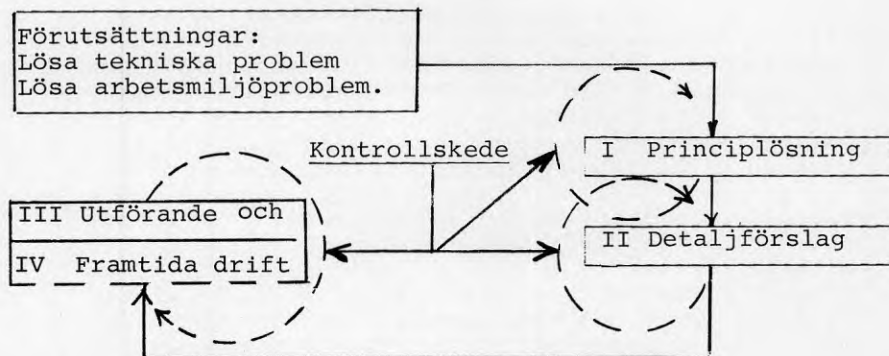 Förutsättningar:
Lösa tekniska problem
Lösa arbetsmiljöproblem.
Kontrollskede
I Principlösning
III Utförande och
II Detaljförslag
IV Framtida drift